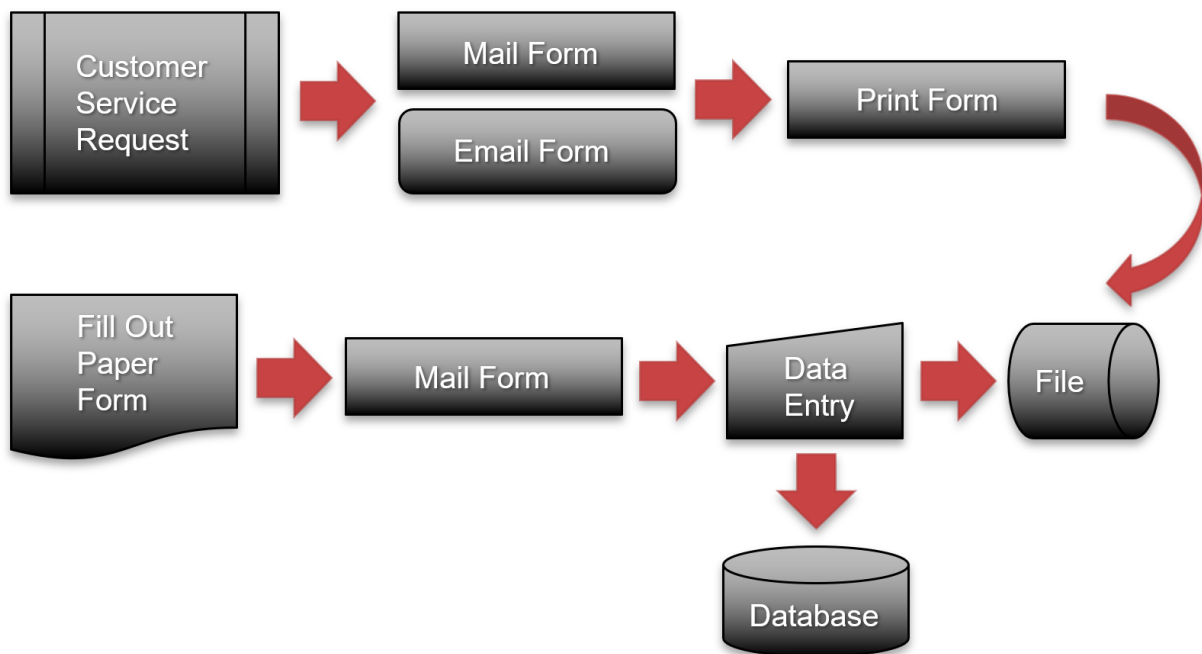 Customer
Service
Request
Mail Form
Email Form
Print Form
Fill Out
Paper
Form
Mail Form
Data
Entry
File
Database